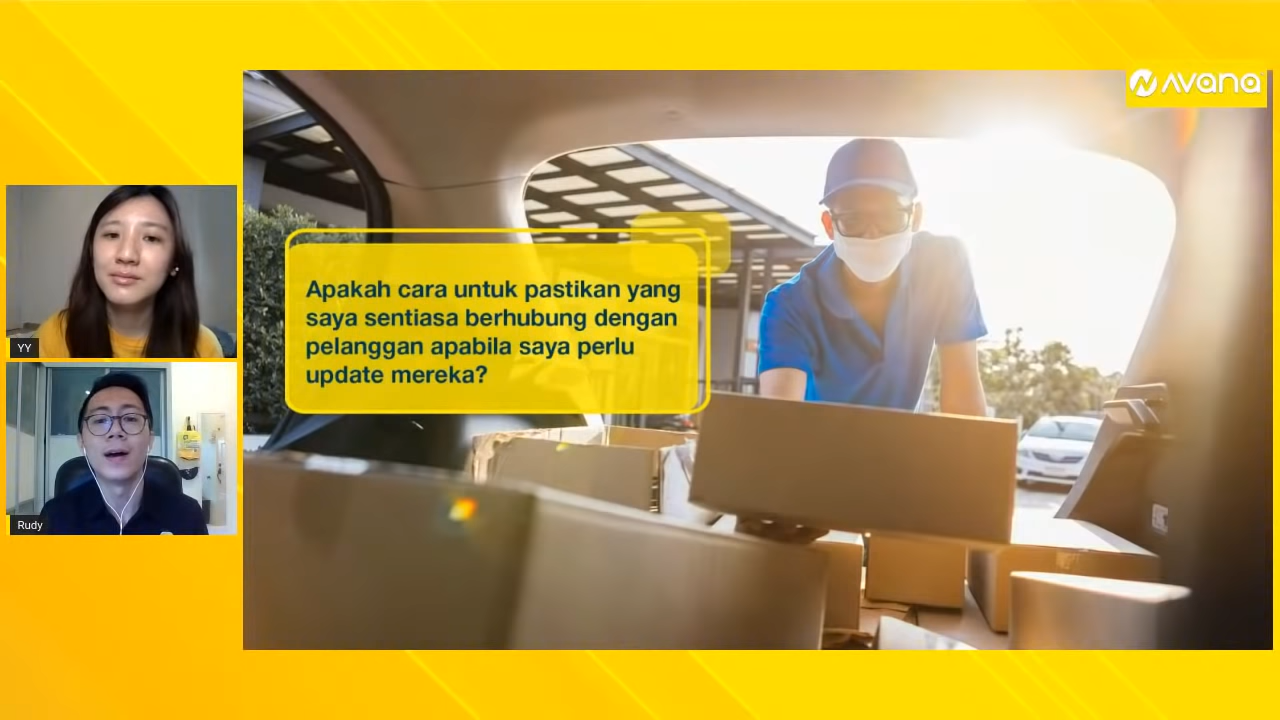 AVANA
YY
Apakah cara untuk pastikan yang
saya sentiasa berhubung dengan
pelanggan apabila saya perlu
update mereka?
Rudy